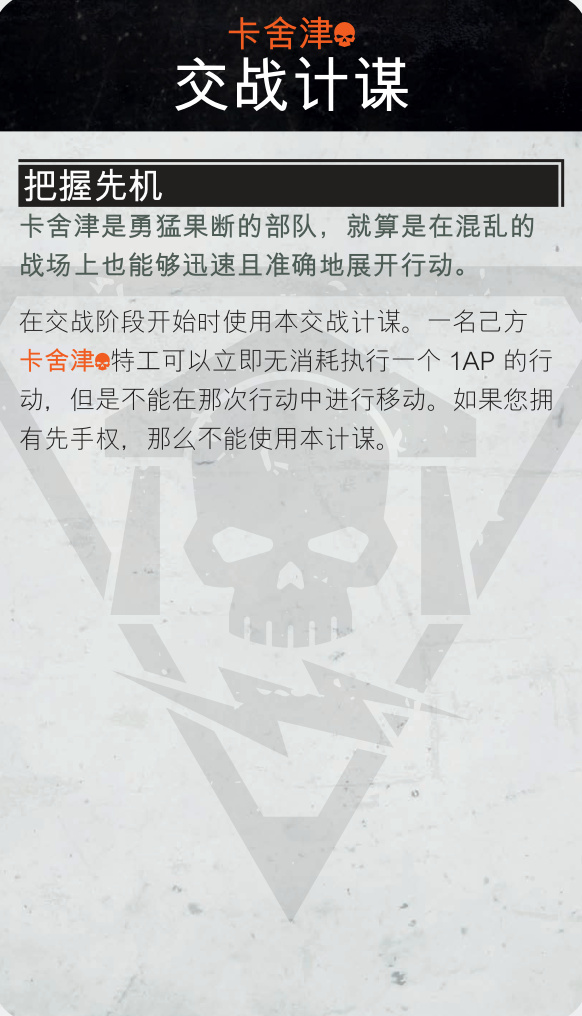 卡舍津
交战计谋
把握先机
卡舍津是勇猛果断的部队，就算是在混乱的
战场上也能够迅速且准确地展开行动。
在交战阶段开始时使用本交战计谋。一名己方
卡舍津特工可以立即无消耗执行一个 1AP 的行
动，但是不能在那次行动中进行移动。如果您拥
有先手权，那么不能使用本计谋。